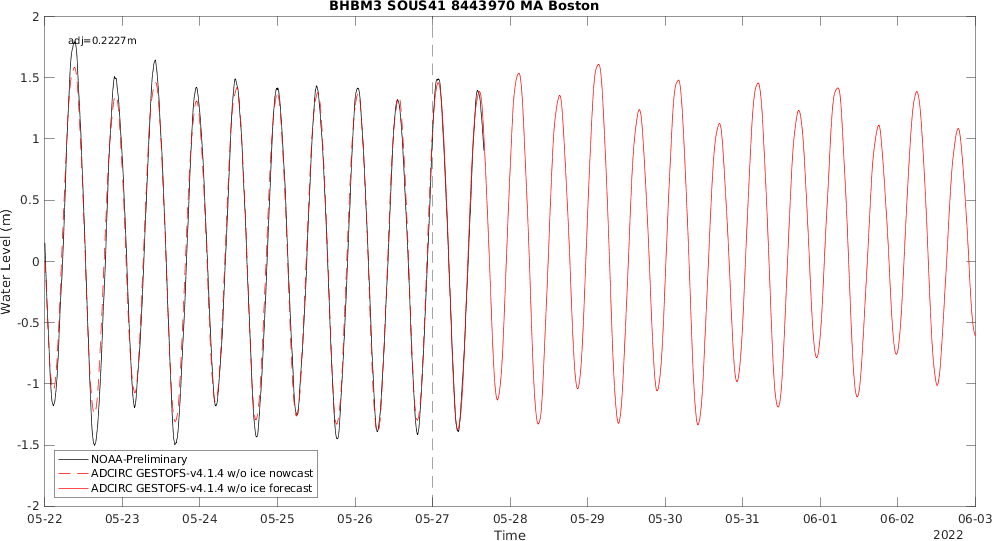 BHBM3 SOUS41 8443970 MA Boston
adj=0.2227m
2
1.5
1
0.5
0
-0.5
-1
-1.5
-2
Water Level (m)
NOAA-Preliminary
ADCIRC GESTOFS-v4.1.4 w/o ice nowcast
ADCIRC GESTOFS-v4.1.4 w/o ice forecast
05-22 05-23 05-24 05-25 05-26 05-27 05-28 05-29 05-30 05-31 06-01 06-02 06-03
Time
2022